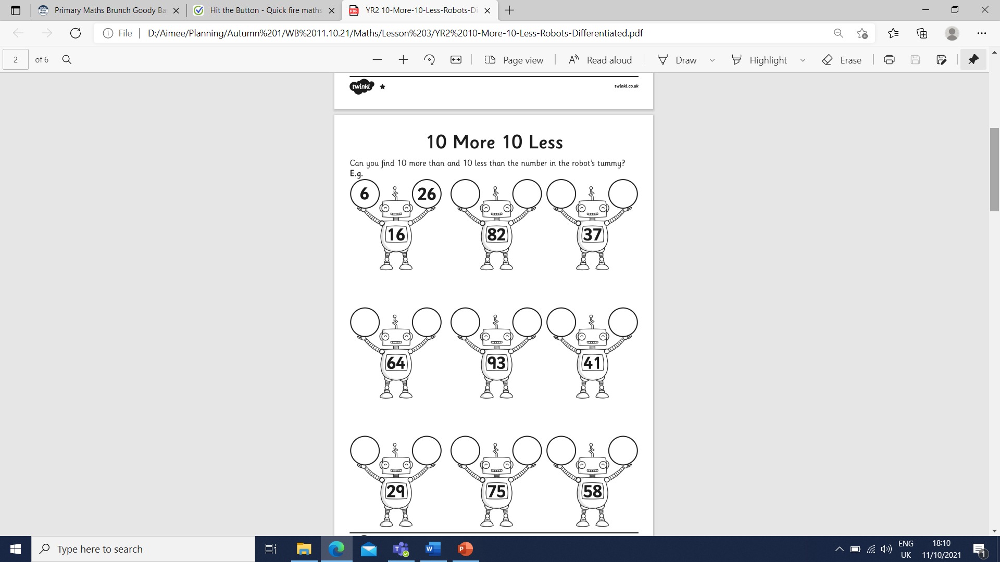 Primary Maths Brunch Goody Ba
Hit the Button - Quick fire maths
YR2 10-More-10-Less-Robots-Di
File
D:/Aimee/Planning/Autumn%201/WB%2011.10.21/Maths/Lesson%203/YR2%2010-More-10-Less-Robots-Differentiated.pdf
2 of 6
Page view
Read aloud
Draw
Highlight
Erase
twinkl
twinkl.co.uk
10 More 10 Less
Can you find 10 more than and 10 less than the number in the robot's tummy?
E.g.
6 26
16 82 37
64 93 41
29 75 58
Type here to search
ENG
UK
18:10
11/10/2021
1